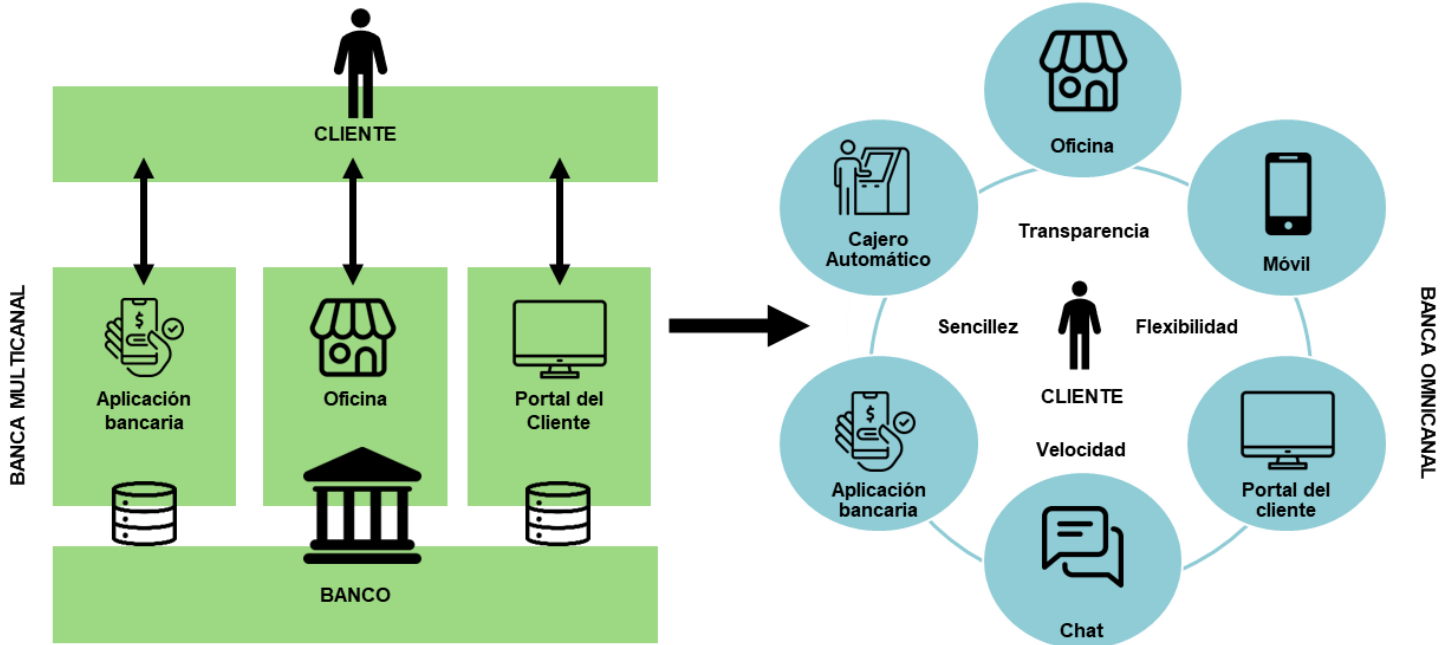 BANCA MULTICANAL
CLIENTE
$
Aplicación
bancaria
Oficina
Portal del
Cliente
BANCO
Oficina
Cajero
Automático
Transparencia
Móvil
Sencillez
Flexibilidad
CLIENTE
$
Aplicación
bancaria
Velocidad
Portal del
cliente
Chat
BANCA OMNICANAL